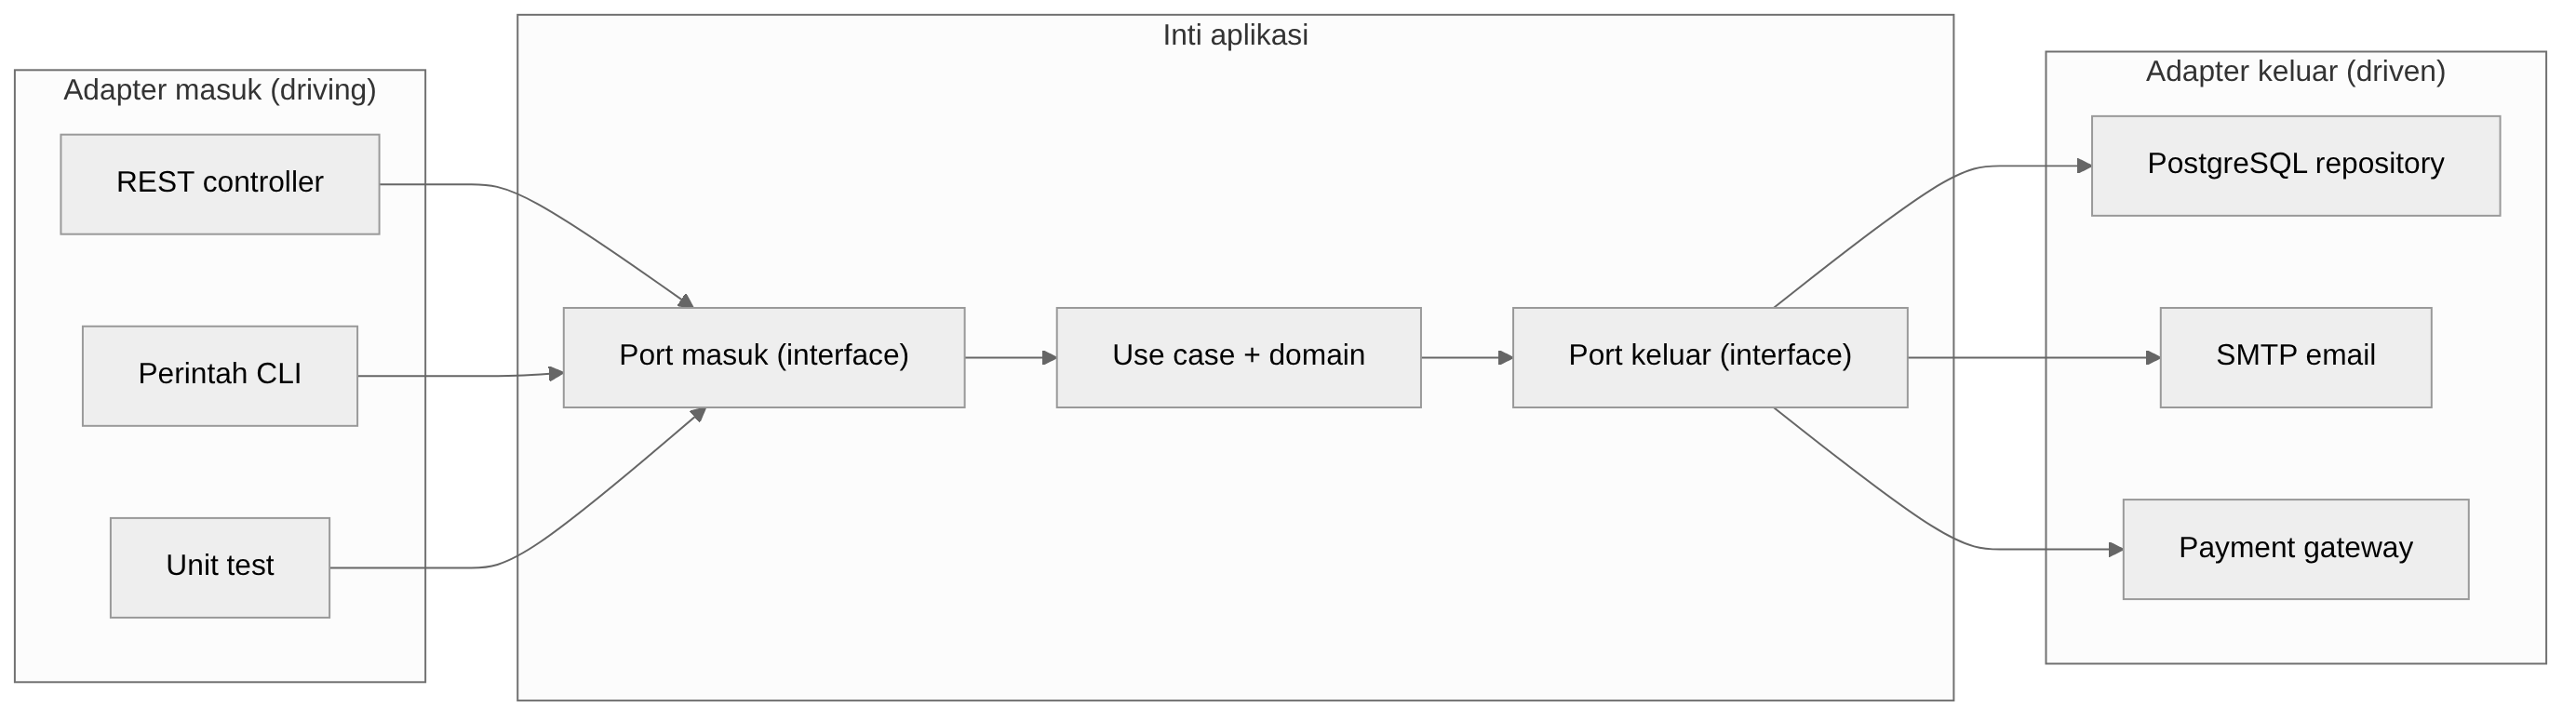 Adapter masuk (driving)
REST controller
Perintah CLI
Unit test
Inti aplikasi
Port masuk (interface)
Use case + domain
Port keluar (interface)
Adapter keluar (driven)
PostgreSQL repository
SMTP email
Payment gateway